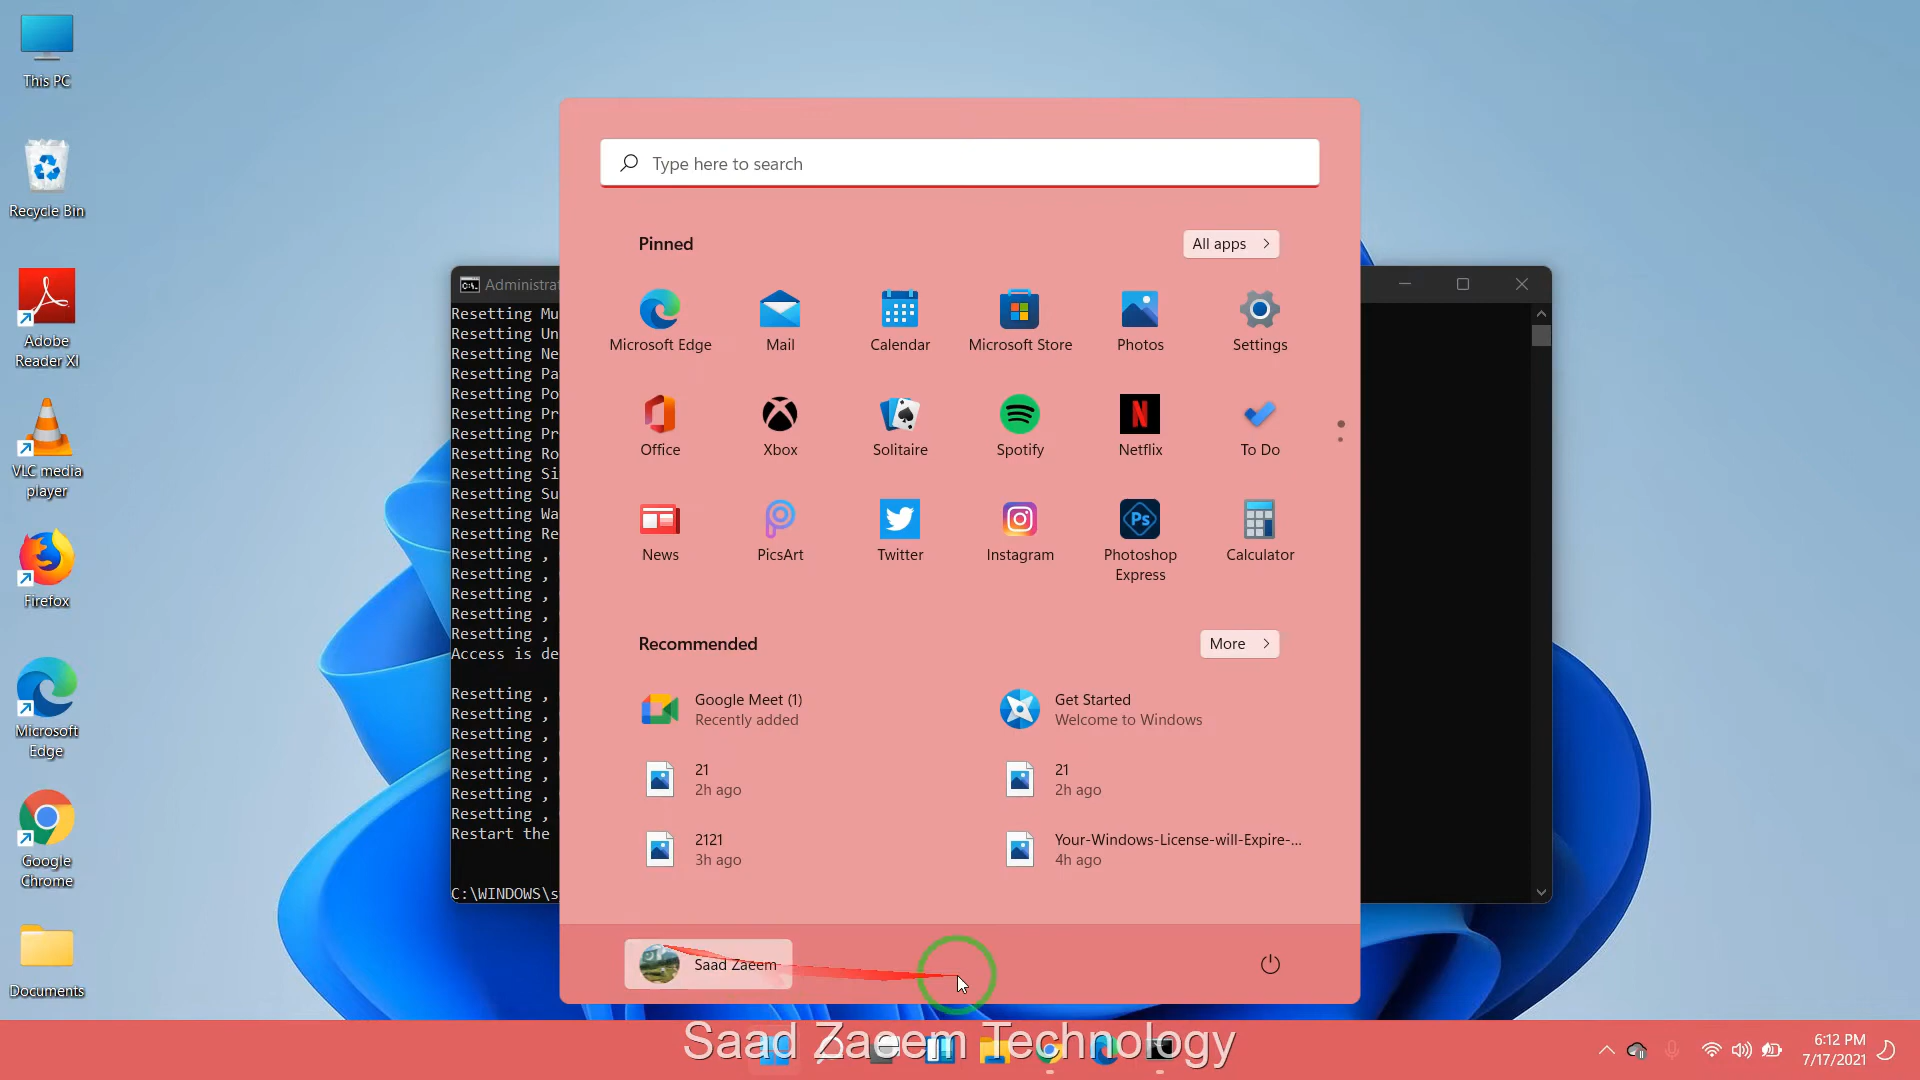 This PC
Recycle Bin
Adobe
Reader XI
VLC media
player
Firefox
Microsoft
Edge
Google
Chrome
Documents
Administra
Resetting Mu
Resetting Un
Resetting Ne
Resetting Pa
Resetting Po
Resetting Pr
Resetting Pr
Resetting Ro
Resetting Si
Resetting Su
Resetting Wa
Resetting Re
Resetting ,
Resetting ,
Resetting ,
Resetting ,
Resetting ,
Access is de
Resetting ,
Resetting ,
Resetting ,
Resetting ,
Resetting ,
Resetting ,
Resetting ,
Restart the
C:\WINDOWS\s
Type here to search
Pinned
All apps
Microsoft Edge
Mail
Calendar
Microsoft Store
Photos
Settings
Office
Xbox
Solitaire
Spotify
Netflix
To Do
News
PicsArt
Twitter
Instagram
Ps
Photoshop
Express
Calculator
Recommended
More
Google Meet (1)
Recently added
Get Started
Welcome to Windows
21
2h ago
21
2h ago
2121
3h ago
Your-Windows-License-will-Expire-...
4h ago
Saad Zaeem
Saad Zaeem Technology
6:12 PM
7/17/2021